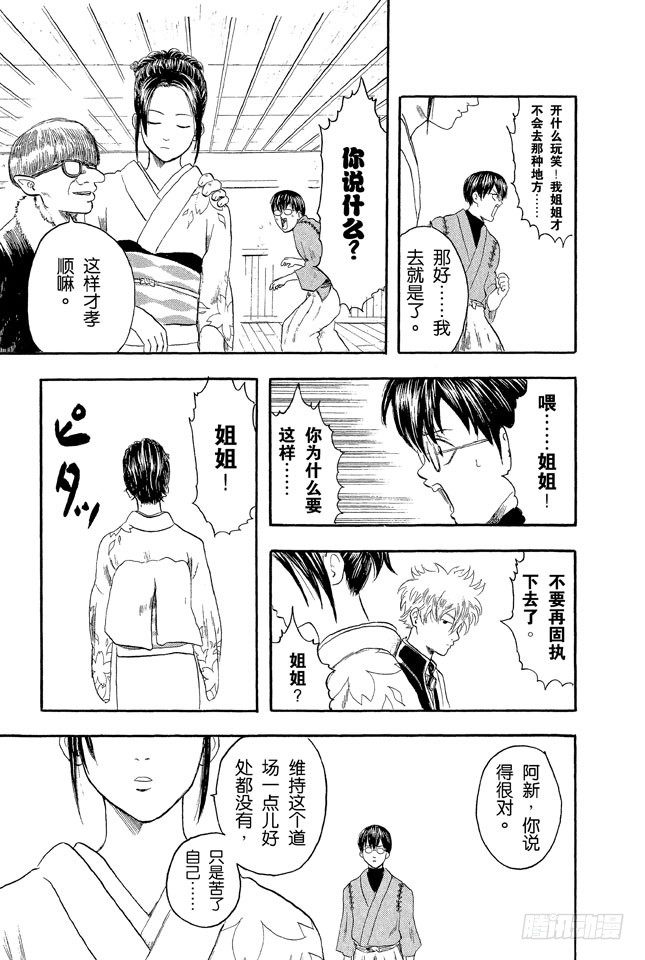 开什么玩笑！我姐姐才
不会去那种地方……
那好……我
去就是了。
你说什么？
这样才孝
顺嘛。
喂……姐姐！
你为什么要
这样……
姐姐！
ピタッ
不要再固执
下去了。
姐姐？
阿新，你说
得很对。
维持这个道
场一点儿好
处都没有，
只是苦了
自己……
腾讯动漫